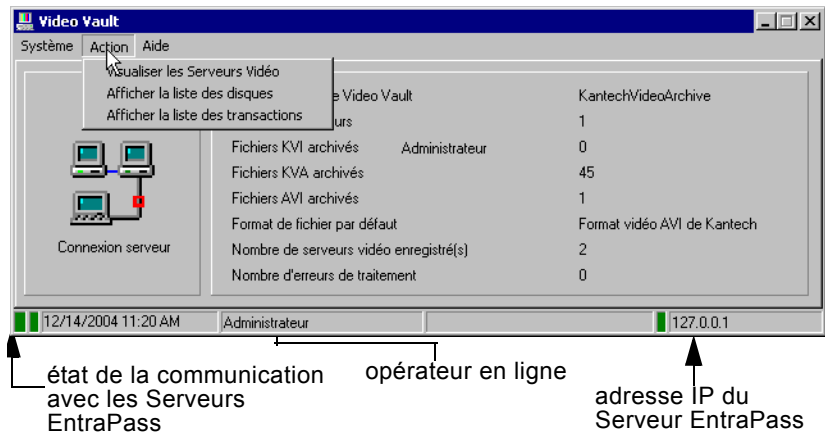 Video Vault
Système Action Aide
Visualiser les Serveurs Vidéo
Afficher la liste des disques
Afficher la liste des transactions
e Video Vault KantechVideoArchive
urs 1
Fichiers KVI archivés Administrateur 0
Fichiers KVA archivés 45
Fichiers AVI archivés 1
Format de fichier par défaut Format vidéo AVI de Kantech
Connexion serveur
Nombre de serveurs vidéo enregistré(s) 2
Nombre d'erreurs de traitement 0
12/14/2004 11:20 AM Administrateur 127.0.0.1
état de la communication
avec les Serveurs
EntraPass
opérateur en ligne
adresse IP du
Serveur EntraPass